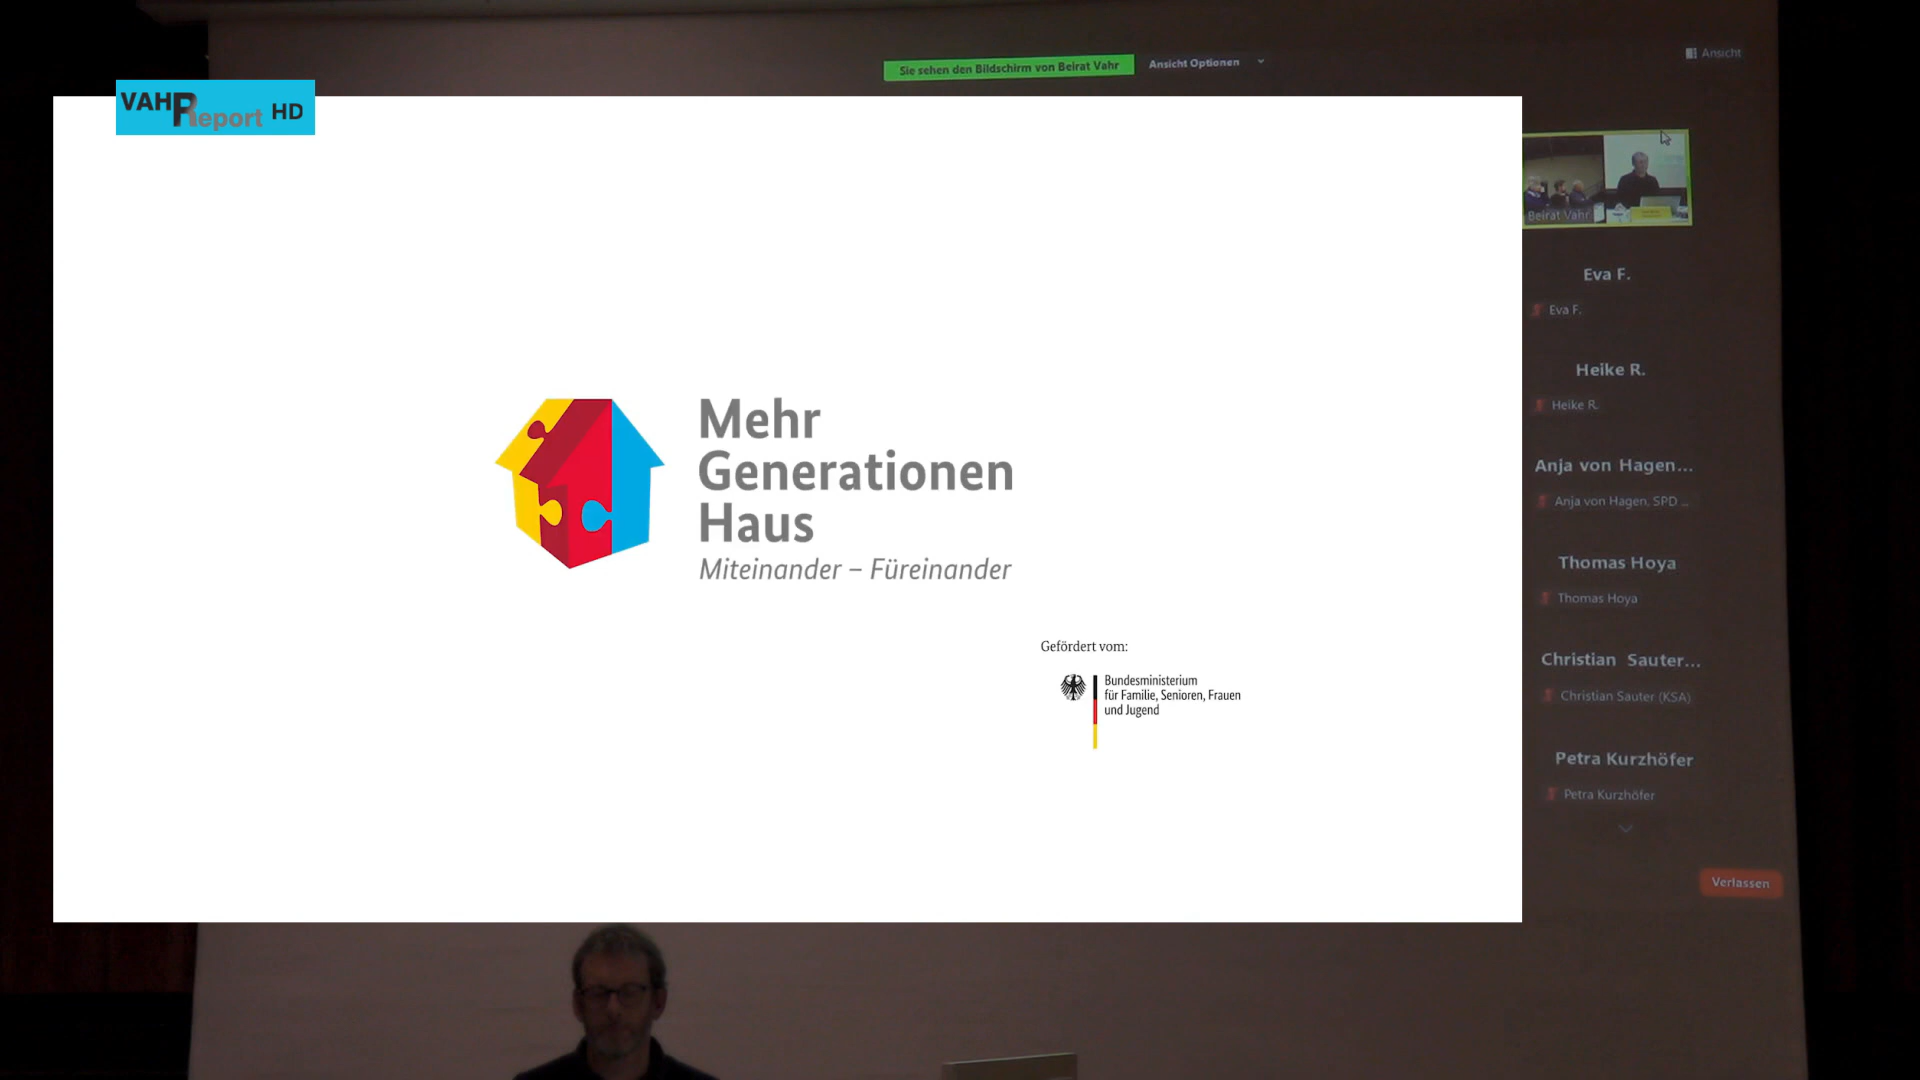 Sie sehen den Bildschirm von Beirat Vahr
Ansicht Optionen
Ansicht
VAHR Report HD
Beirat Vahr
Eva F.
Eva F.
Heike R.
Heike R.
Anja von Hagen...
Anja von Hagen, SPD ...
Thomas Hoya
Thomas Hoya
Christian Sauter...
Christian Sauter (KSA)
Petra Kurzhöfer
Petra Kurzhöfer
Verlassen
Mehr
Generationen
Haus
Miteinander – Füreinander
Gefördert vom:
Bundesministerium
für Familie, Senioren, Frauen
und Jugend